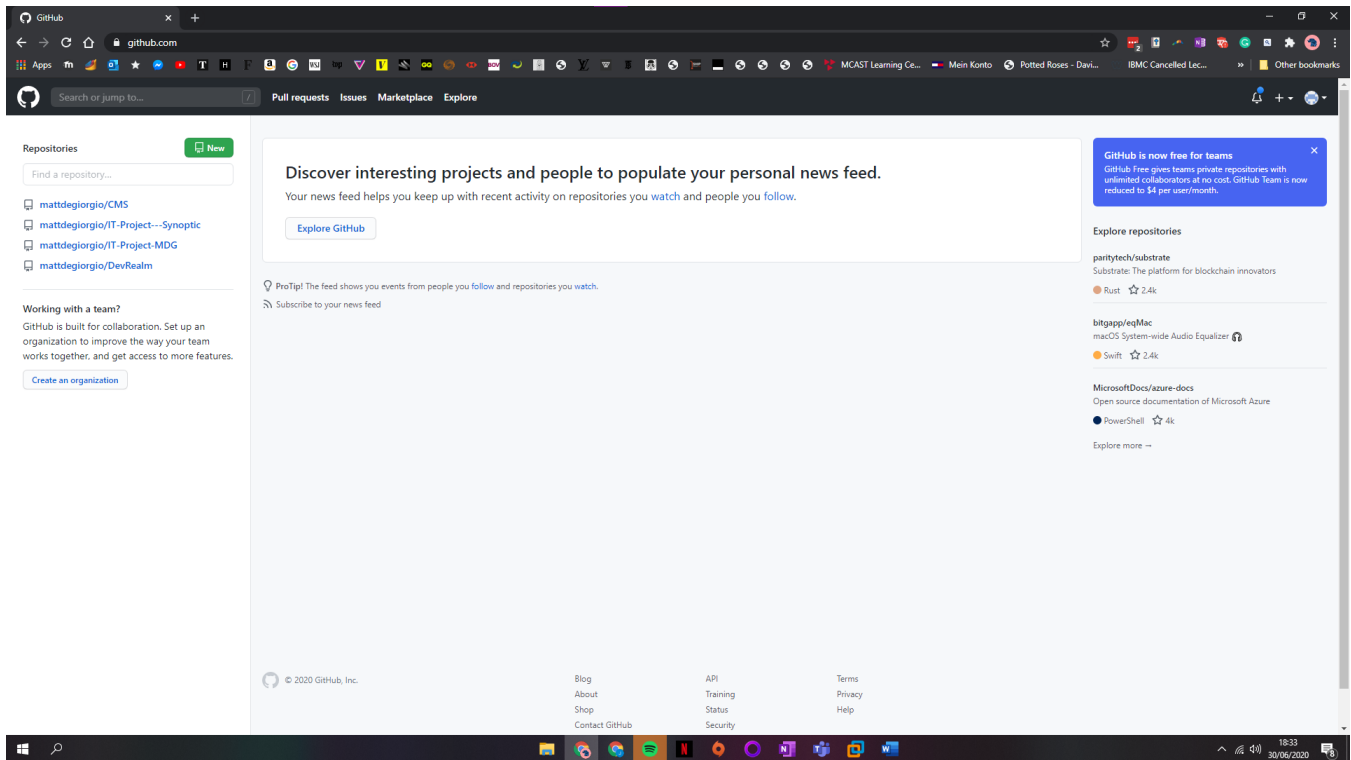 GitHub
github.com
Apps
MCAST Learning Ce...
Mein Konto
Potted Roses - Davi...
IBMC Cancelled Lec...
»
Other bookmarks
Search or jump to...
/
Pull requests Issues Marketplace Explore
Repositories
New
Find a repository...
mattdegiorgio/CMS
mattdegiorgio/IT-Project---Synoptic
mattdegiorgio/IT-Project-MDG
mattdegiorgio/DevRealm
Working with a team?
GitHub is built for collaboration. Set up an
organization to improve the way your team
works together, and get access to more features.
Create an organization
Discover interesting projects and people to populate your personal news feed.
Your news feed helps you keep up with recent activity on repositories you watch and people you follow.
Explore GitHub
ProTip! The feed shows you events from people you follow and repositories you watch.
Subscribe to your news feed
GitHub is now free for teams
GitHub Free gives teams private repositories with
unlimited collaborators at no cost. GitHub Team is now
reduced to $4 per user/month.
Explore repositories
paritytech/substrate
Substrate: The platform for blockchain innovators
Rust 2.4k
bitgapp/eqMac
macOS System-wide Audio Equalizer
Swift 2.4k
MicrosoftDocs/azure-docs
Open source documentation of Microsoft Azure
PowerShell 4k
Explore more →
© 2020 GitHub, Inc.
Blog
About
Shop
Contact GitHub
API
Training
Status
Security
Terms
Privacy
Help
18:33
30/06/2020